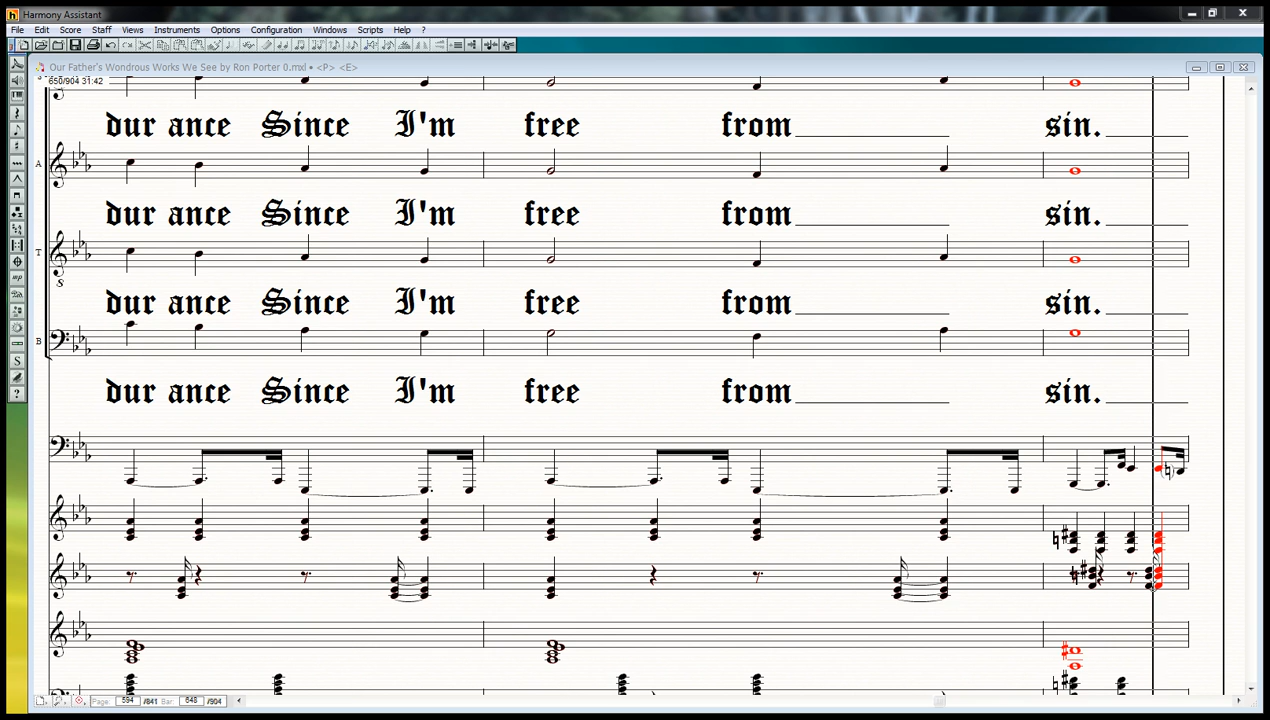 Harmony Assistant
File Edit Score Staff Views Instruments Options Configuration Windows Scripts Help ?
Our Father's Wondrous Works We See by Ron Porter 0.mxl • <P> <E>
650/904 31:42
dur ance Since I'm free from sin.
A
dur ance Since I'm free from sin.
T
8
dur ance Since I'm free from sin.
B
dur ance Since I'm free from sin.
Page: 594 /841 Bar: 648 /904